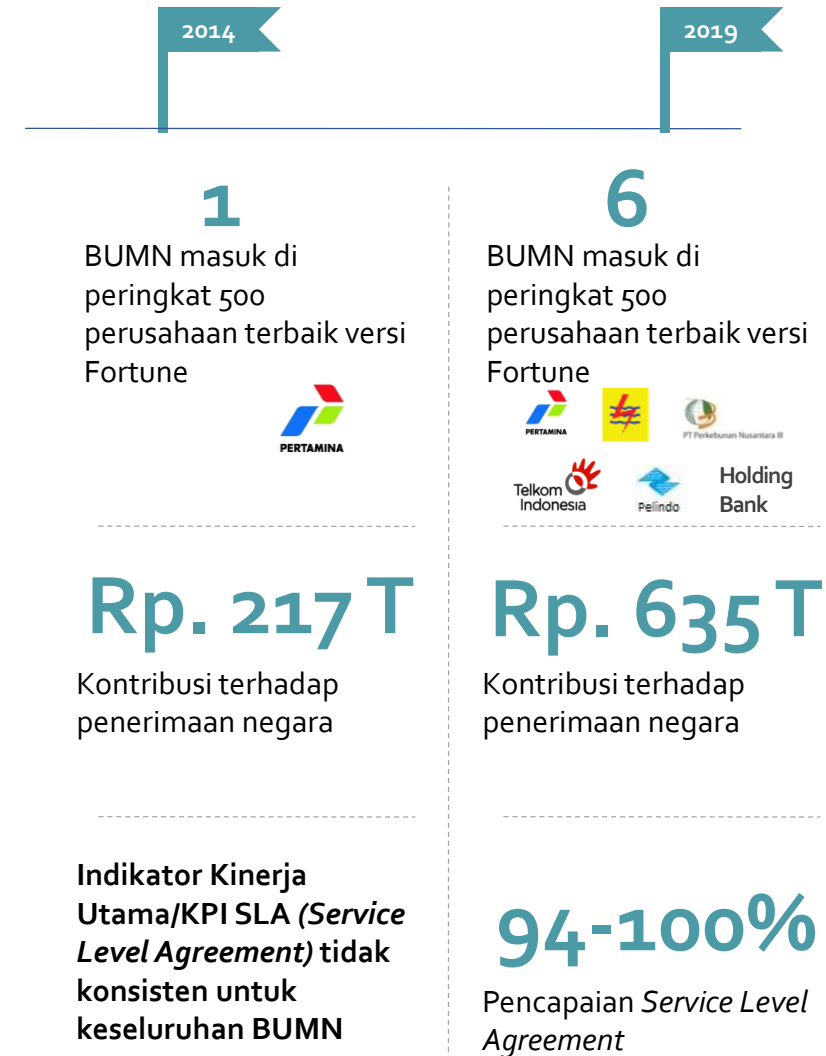 2014
2019
1
BUMN masuk di
peringkat 500
perusahaan terbaik versi
Fortune
PERTAMINA
6
BUMN masuk di
peringkat 500
perusahaan terbaik versi
Fortune
PERTAMINA
PT Perkebunan Nusantara III
Telkom
Indonesia
Pelindo
Holding
Bank
Rp. 217 T
Kontribusi terhadap
penerimaan negara
Rp. 635 T
Kontribusi terhadap
penerimaan negara
Indikator Kinerja
Utama/KPI SLA (Service
Level Agreement) tidak
konsisten untuk
keseluruhan BUMN
94-100%
Pencapaian Service Level
Agreement